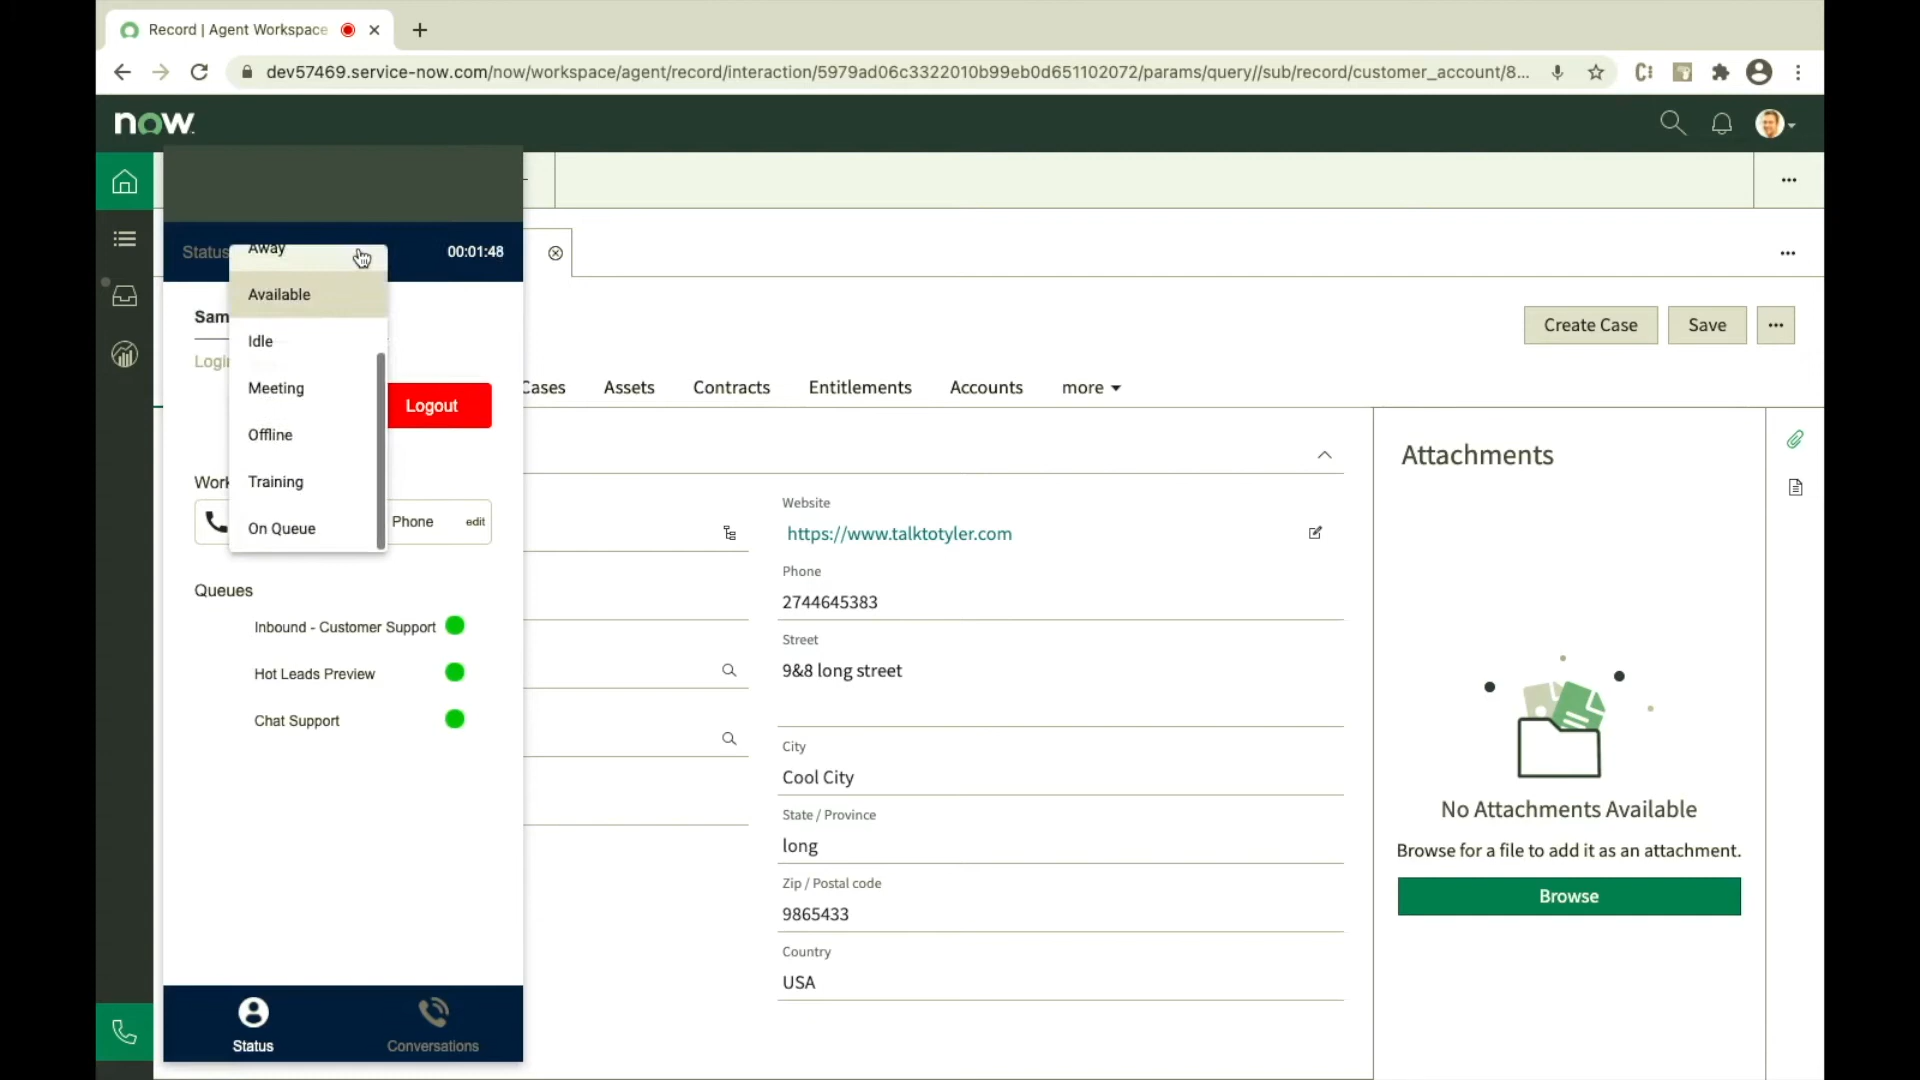 Record | Agent Workspace
dev57469.service-now.com/now/workspace/agent/record/interaction/5979ad06c3322010b99eb0d651102072/params/query//sub/record/customer_account/8...
now.
Status
Away
00:01:48
Available
Sam
Idle
Login
Meeting
Logout
Offline
Training
Work
Phone
edit
On Queue
Queues
Inbound - Customer Support
Hot Leads Preview
Chat Support
Status
Conversations
Create Case
Save
Cases
Assets
Contracts
Entitlements
Accounts
more
Website
https://www.talktotyler.com
Phone
2744645383
Street
9&8 long street
City
Cool City
State / Province
long
Zip / Postal code
9865433
Country
USA
Attachments
No Attachments Available
Browse for a file to add it as an attachment.
Browse